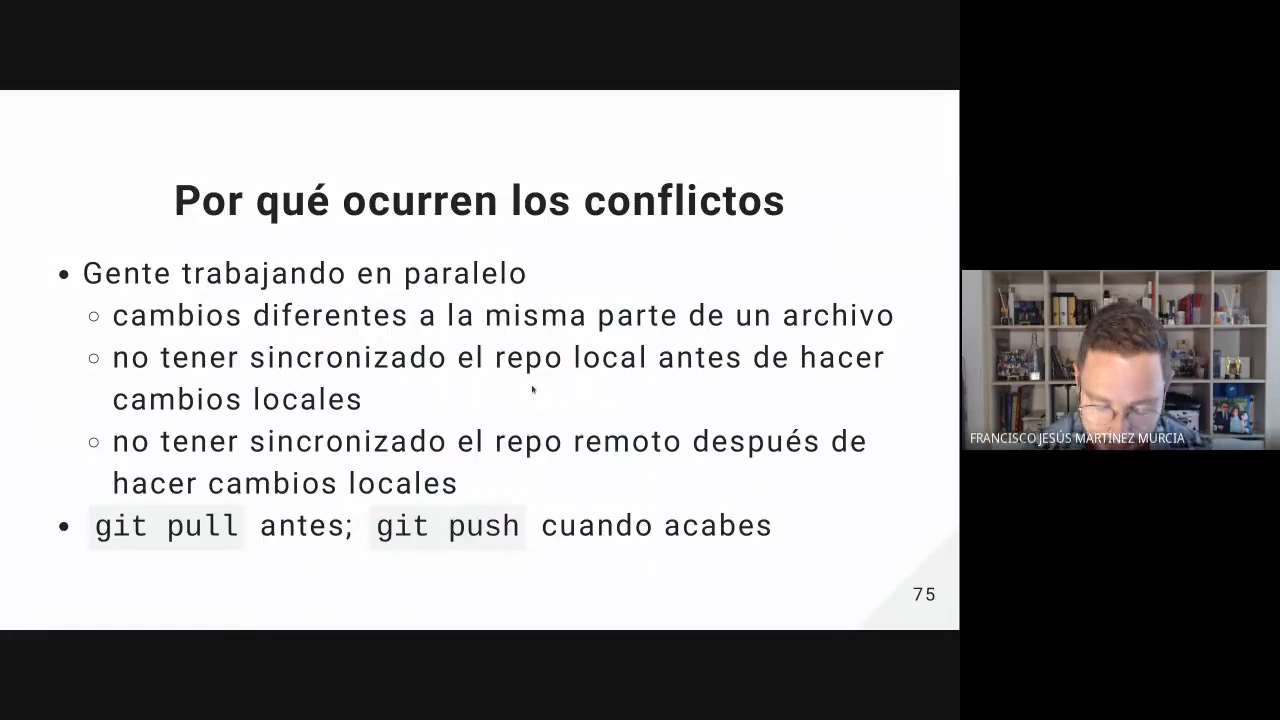 Por qué ocurren los conflictos
• Gente trabajando en paralelo
○ cambios diferentes a la misma parte de un archivo
○ no tener sincronizado el repo local antes de hacer
cambios locales
○ no tener sincronizado el repo remoto después de
hacer cambios locales
• git pull antes; git push cuando acabes
75
FRANCISCO JESÚS MARTÍNEZ MURCIA